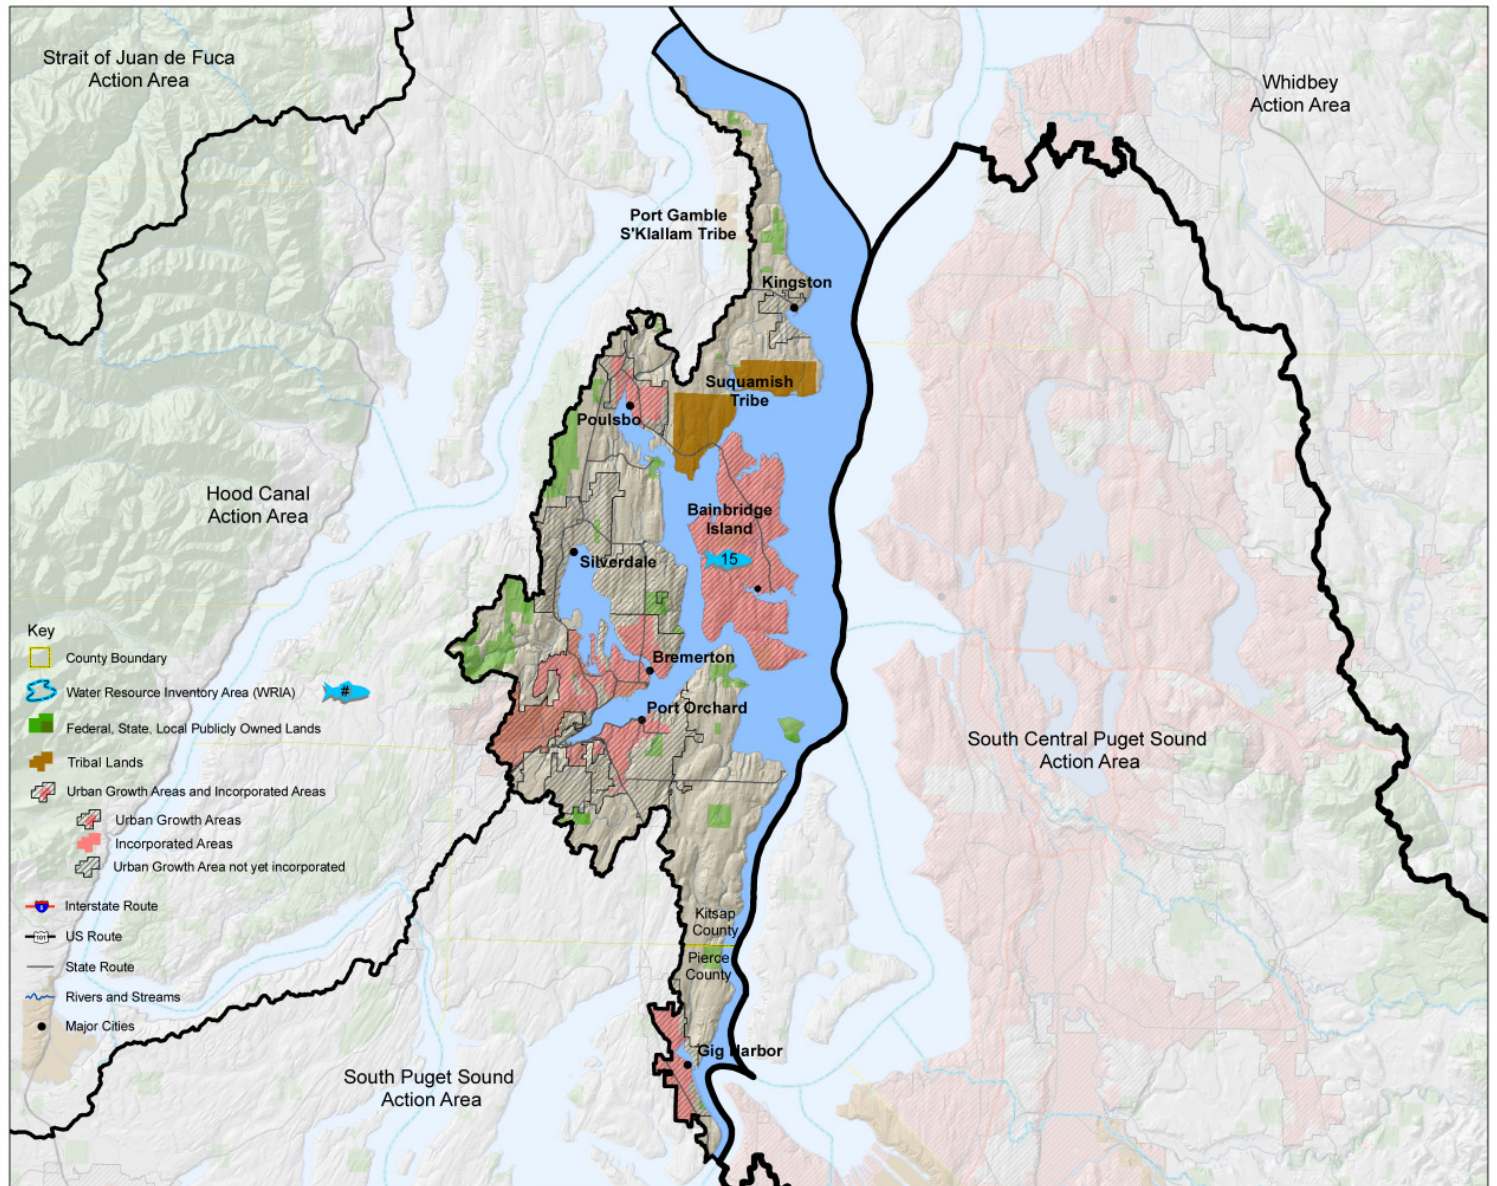 Strait of Juan de Fuca
Action Area
Whidbey
Action Area
Port Gamble
S'Klallam Tribe
Kingston
Suquamish
Tribe
Poulsbo
Hood Canal
Action Area
Bainbridge
Island
15
Silverdale
Bremerton
Port Orchard
South Central Puget Sound
Action Area
Kitsap
County
Pierce
County
Gig Harbor
South Puget Sound
Action Area
Key
County Boundary
Water Resource Inventory Area (WRIA)
#
Federal, State, Local Publicly Owned Lands
Tribal Lands
Urban Growth Areas and Incorporated Areas
Urban Growth Areas
Incorporated Areas
Urban Growth Area not yet incorporated
Interstate Route
101
US Route
State Route
Rivers and Streams
Major Cities